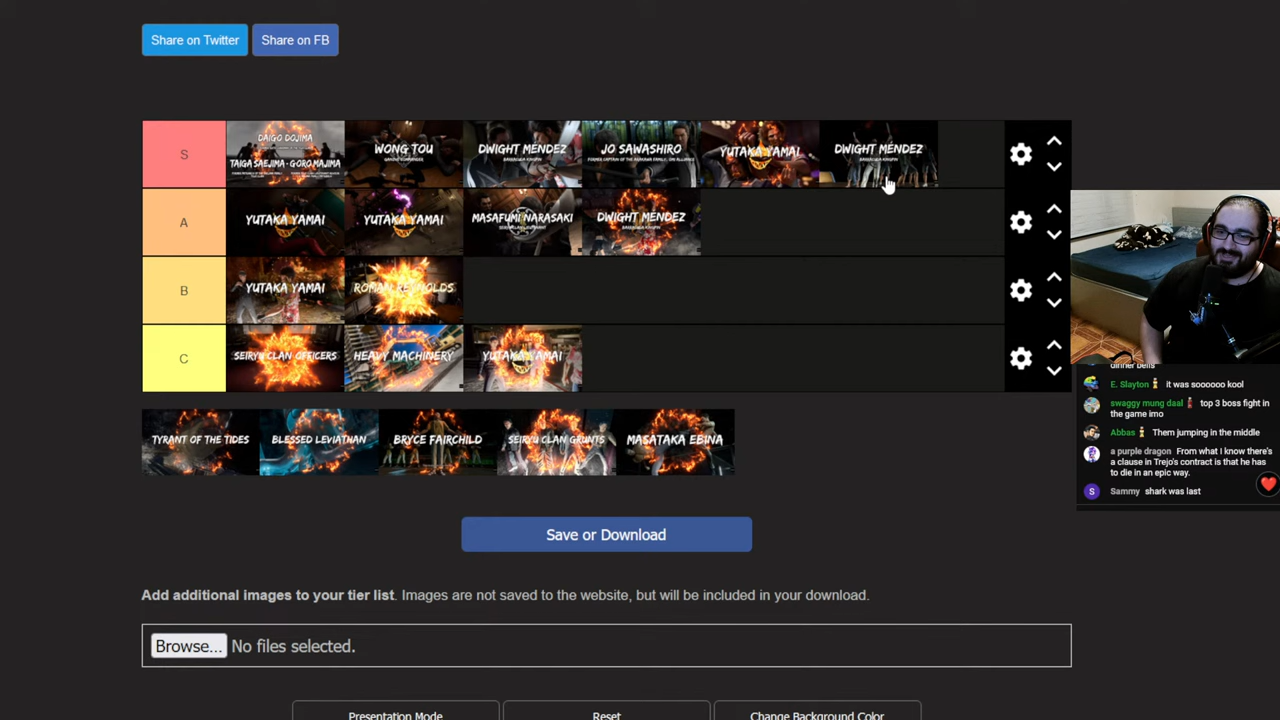 Share on Twitter
Share on FB
S
DAIGO DOJIMA
TAIGA SAEJIMA · GORO MAJIMA
WONG TOU
DWIGHT MÉNDEZ
JO SAWASHIRO
YUTAKA YAMAI
DWIGHT MÉNDEZ
A
YUTAKA YAMAI
YUTAKA YAMAI
MASAFUMI NARASAKI
DWIGHT MÉNDEZ
B
YUTAKA YAMAI
ROMAN REYNOLDS
C
SEIRYU CLAN OFFICERS
HEAVY MACHINERY
YUTAKA YAMAI
TYRANT OF THE TIDES
BLESSED LEVIATHAN
BRYCE FAIRCHILD
SEIRYU CLAN GRUNTS
MASATAKA EBINA
dinner bells
E. Slayton it was soooooo kool
swaggy mung daal top 3 boss fight in
the game imo
Abbas Them jumping in the middle
a purple dragon From what I know there's
a clause in Trejo's contract is that he has
to die in an epic way.
S Sammy shark was last
Save or Download
Add additional images to your tier list. Images are not saved to the website, but will be included in your download.
Browse... No files selected.
Presentation Mode
Reset
Change Background Color